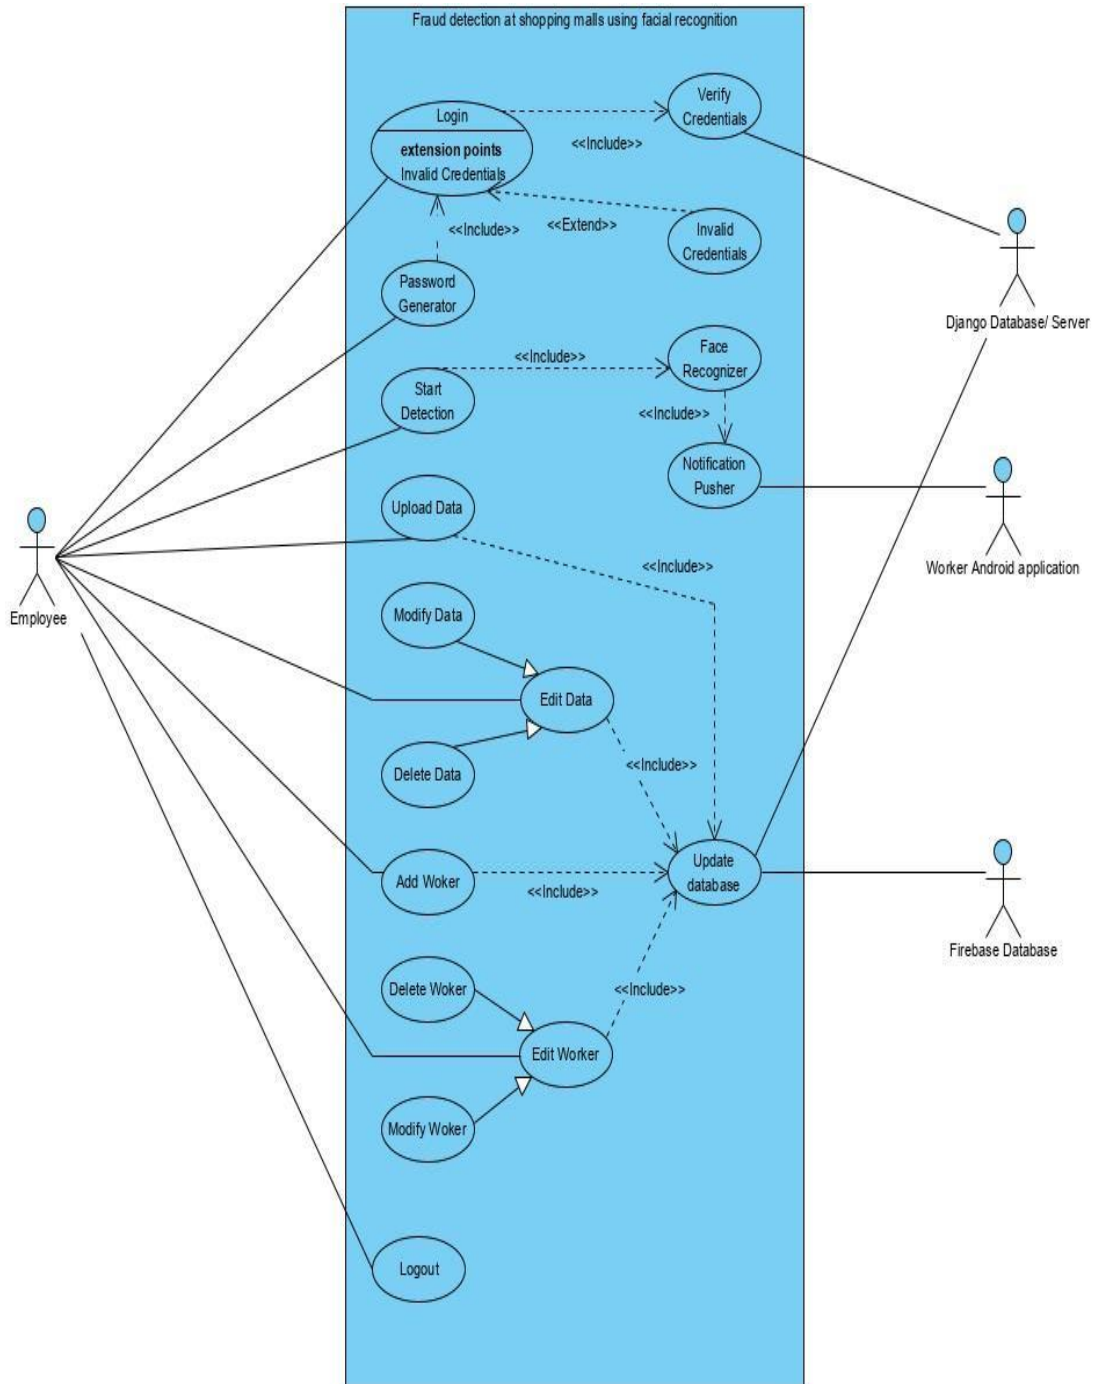 Fraud detection at shopping malls using facial recognition
Login
extension points
Invalid Credentials
Verify
Credentials
<<Include>>
<<Include>>
<<Extend>>
Invalid
Credentials
Password
Generator
Django Database/ Server
<<Include>>
Face
Recognizer
Start
Detection
<<Include>>
Notification
Pusher
Upload Data
<<Include>>
Worker Android application
Employee
Modify Data
Edit Data
Delete Data
<<Include>>
Add Woker
<<Include>>
Update
database
Firebase Database
Delete Woker
<<Include>>
Edit Worker
Modify Woker
Logout